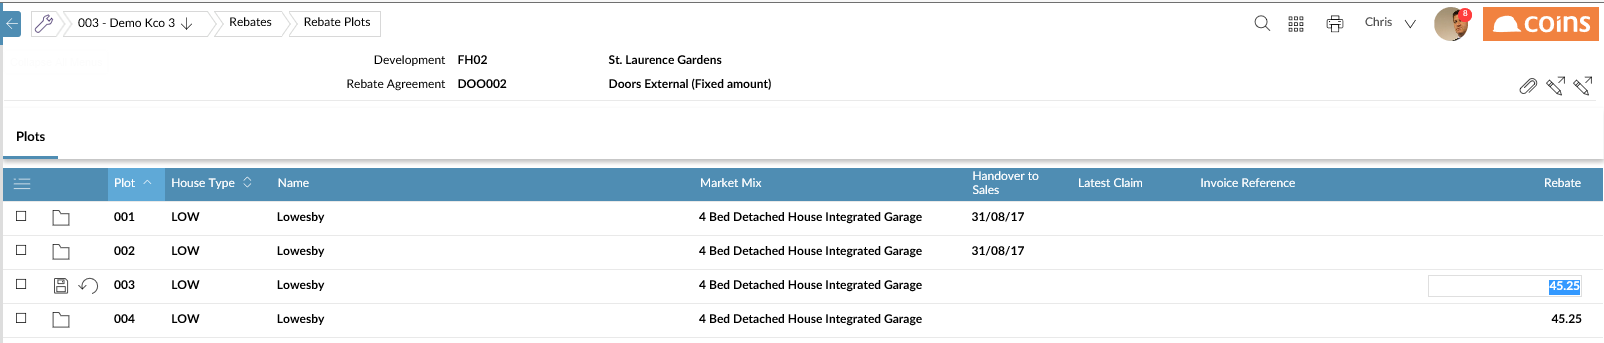 003 - Demo Kco 3 Rebates Rebate Plots Chris 8 coins
Development FH02 St. Laurence Gardens
Rebate Agreement DOO002 Doors External (Fixed amount)
Plots
Plot House Type Name Market Mix Handover to Sales Latest Claim Invoice Reference Rebate
001 LOW Lowesby 4 Bed Detached House Integrated Garage 31/08/17
002 LOW Lowesby 4 Bed Detached House Integrated Garage 31/08/17
003 LOW Lowesby 4 Bed Detached House Integrated Garage 45.25
004 LOW Lowesby 4 Bed Detached House Integrated Garage 45.25